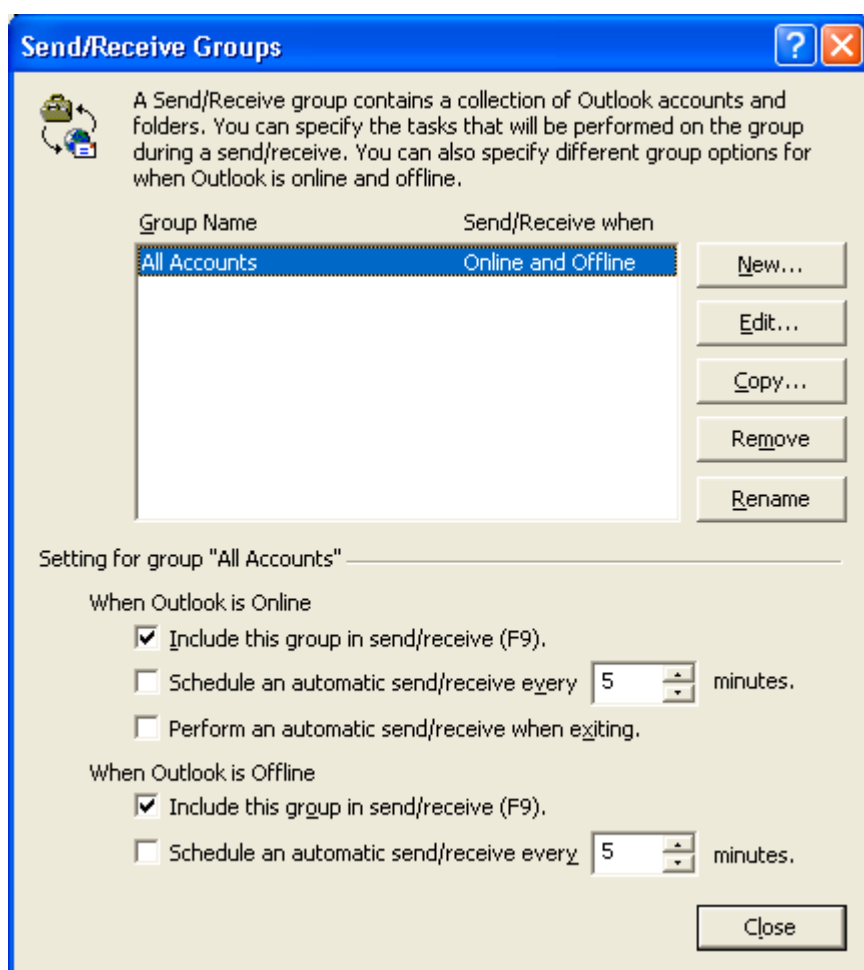 Send/Receive Groups
A Send/Receive group contains a collection of Outlook accounts and
folders. You can specify the tasks that will be performed on the group
during a send/receive. You can also specify different group options for
when Outlook is online and offline.
Group Name Send/Receive when
All Accounts Online and Offline
New...
Edit...
Copy...
Remove
Rename
Setting for group "All Accounts"
When Outlook is Online
Include this group in send/receive (F9).
Schedule an automatic send/receive every 5 minutes.
Perform an automatic send/receive when exiting.
When Outlook is Offline
Include this group in send/receive (F9).
Schedule an automatic send/receive every 5 minutes.
Close